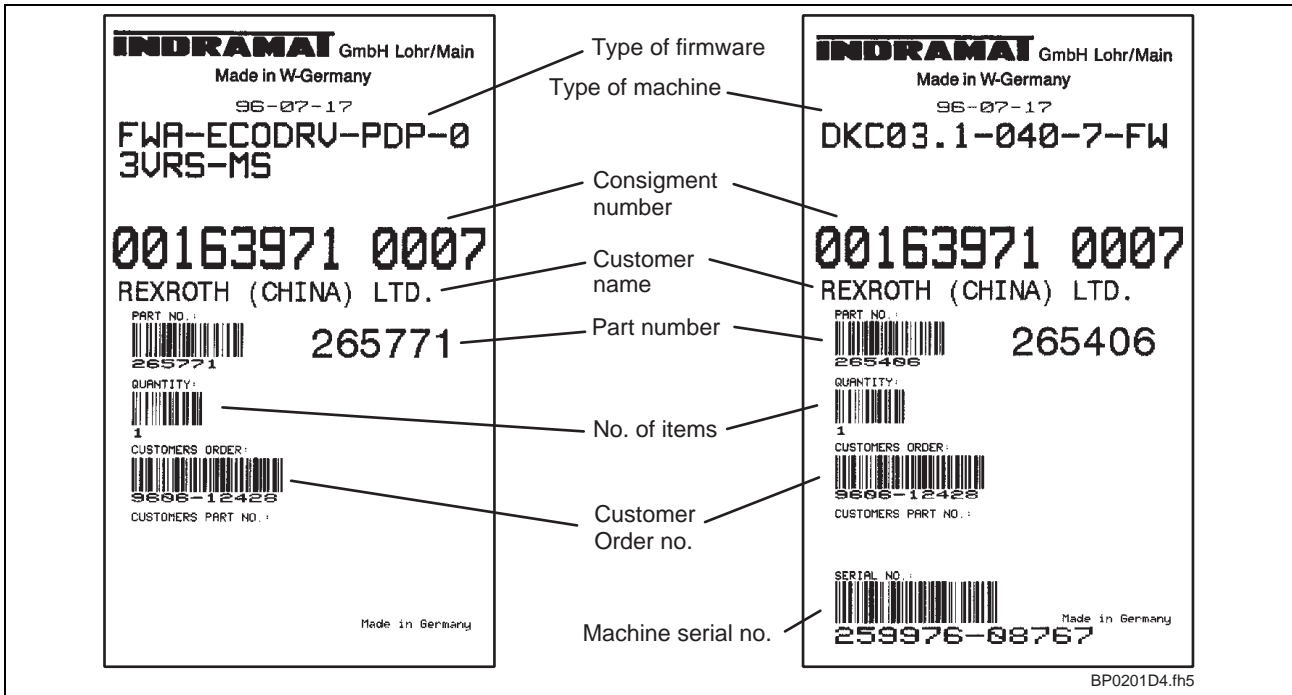 INDRAMAT GmbH Lohr/Main
Made in W-Germany
96-07-17
FWA-ECODRV-PDP-0
3VRS-MS
00163971 0007
REXROTH (CHINA) LTD.
PART NO.:
265771
265771
QUANTITY:
1
CUSTOMERS ORDER:
9606-12428
CUSTOMERS PART NO.:
Made in Germany
Type of firmware
Type of machine
Consigment
number
Customer
name
Part number
No. of items
Customer
Order no.
Machine serial no.
INDRAMAT GmbH Lohr/Main
Made in W-Germany
96-07-17
DKC03.1-040-7-FW
00163971 0007
REXROTH (CHINA) LTD.
PART NO.:
265406
265406
QUANTITY:
1
CUSTOMERS ORDER:
9606-12428
CUSTOMERS PART NO.:
SERIAL NO.:
Made in Germany
259976-08767
BP0201D4.fh5